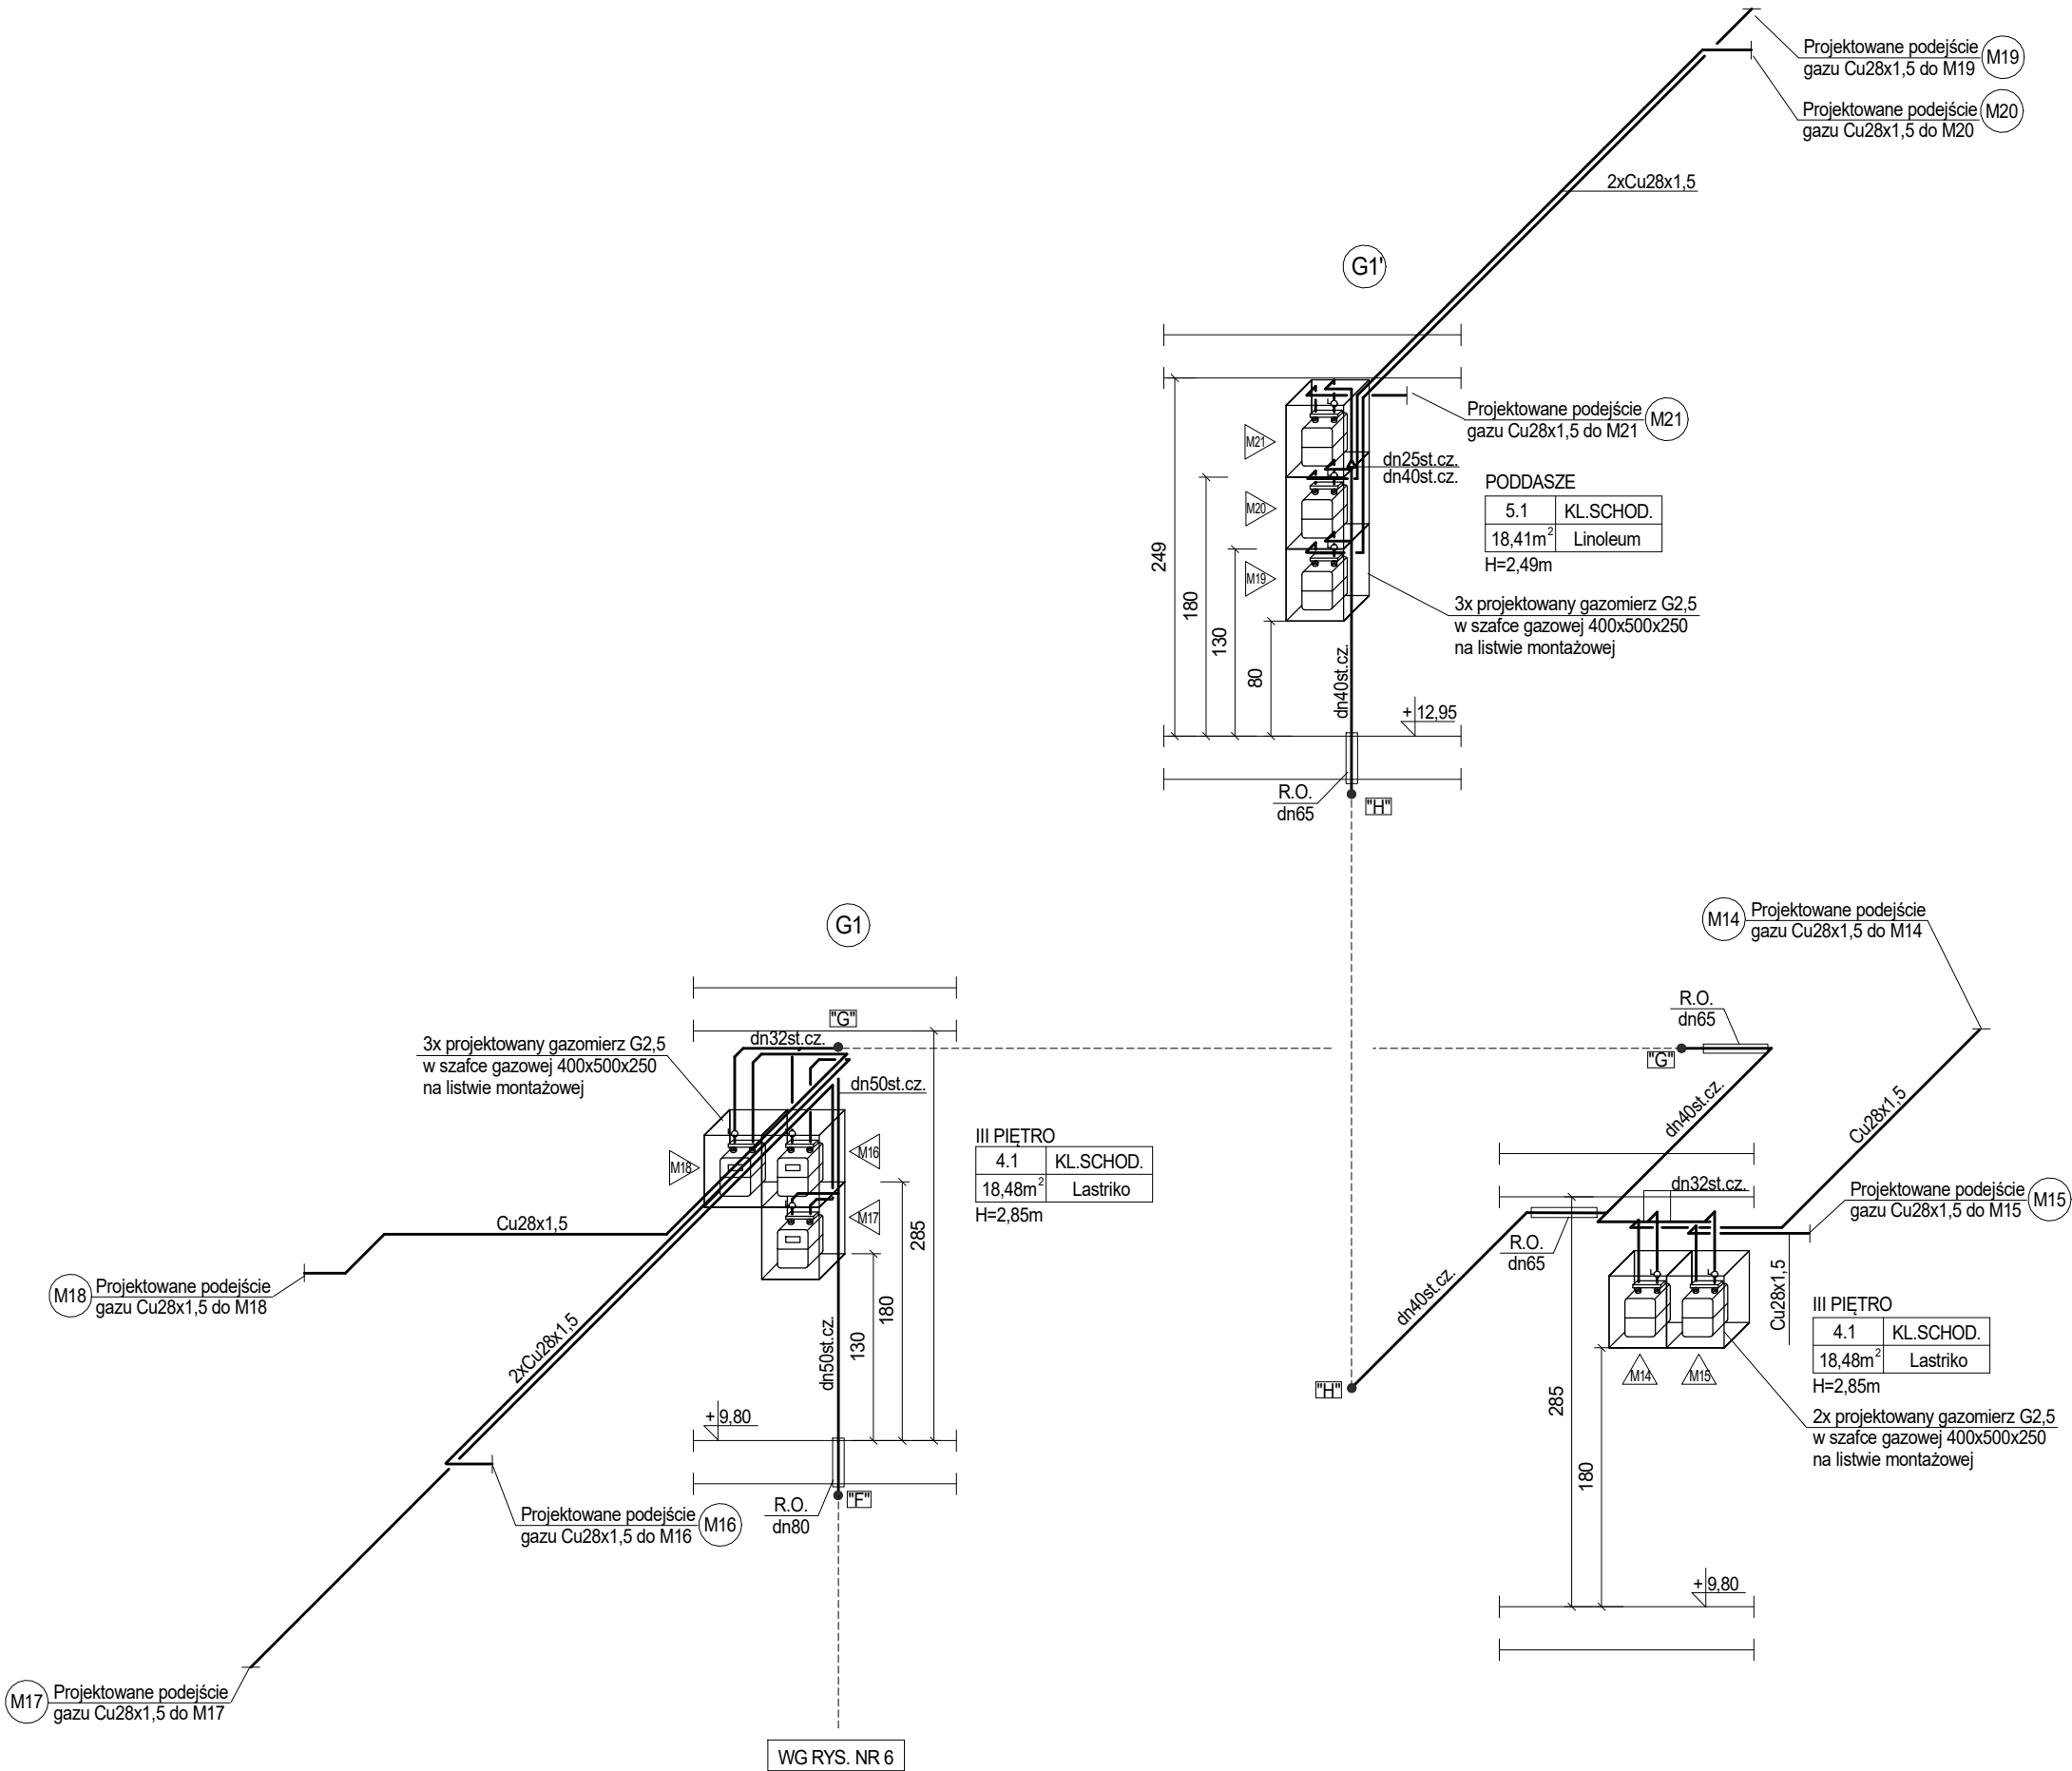 Projektowane podejście
gazu Cu28x1,5 do M19
M19
Projektowane podejście
gazu Cu28x1,5 do M20
M20
2xCu28x1,5
G1'
Projektowane podejście
gazu Cu28x1,5 do M21
M21
M21
dn25st.cz.
dn40st.cz.
M20
M19
PODDASZE
5.1 KL.SCHOD.
18,41m2 Linoleum
H=2,49m
3x projektowany gazomierz G2,5
w szafce gazowej 400x500x250
na listwie montażowej
249
180
130
80
dn40st.cz.
+12,95
R.O.
dn65
"H"
G1
"G"
dn32st.cz.
3x projektowany gazomierz G2,5
w szafce gazowej 400x500x250
na listwie montażowej
dn50st.cz.
M18
M16
M17
III PIĘTRO
4.1 KL.SCHOD.
18,48m2 Lastriko
H=2,85m
285
180
130
dn50st.cz.
Cu28x1,5
M18
Projektowane podejście
gazu Cu28x1,5 do M18
2xCu28x1,5
+9,80
R.O.
dn80
"F"
Projektowane podejście
gazu Cu28x1,5 do M16
M16
M17
Projektowane podejście
gazu Cu28x1,5 do M17
WG RYS. NR 6
M14
Projektowane podejście
gazu Cu28x1,5 do M14
R.O.
dn65
"G"
dn40st.cz.
Cu28x1,5
dn32st.cz.
Projektowane podejście
gazu Cu28x1,5 do M15
M15
R.O.
dn65
dn40st.cz.
"H"
Cu28x1,5
M14
M15
III PIĘTRO
4.1 KL.SCHOD.
18,48m2 Lastriko
H=2,85m
2x projektowany gazomierz G2,5
w szafce gazowej 400x500x250
na listwie montażowej
285
180
+9,80